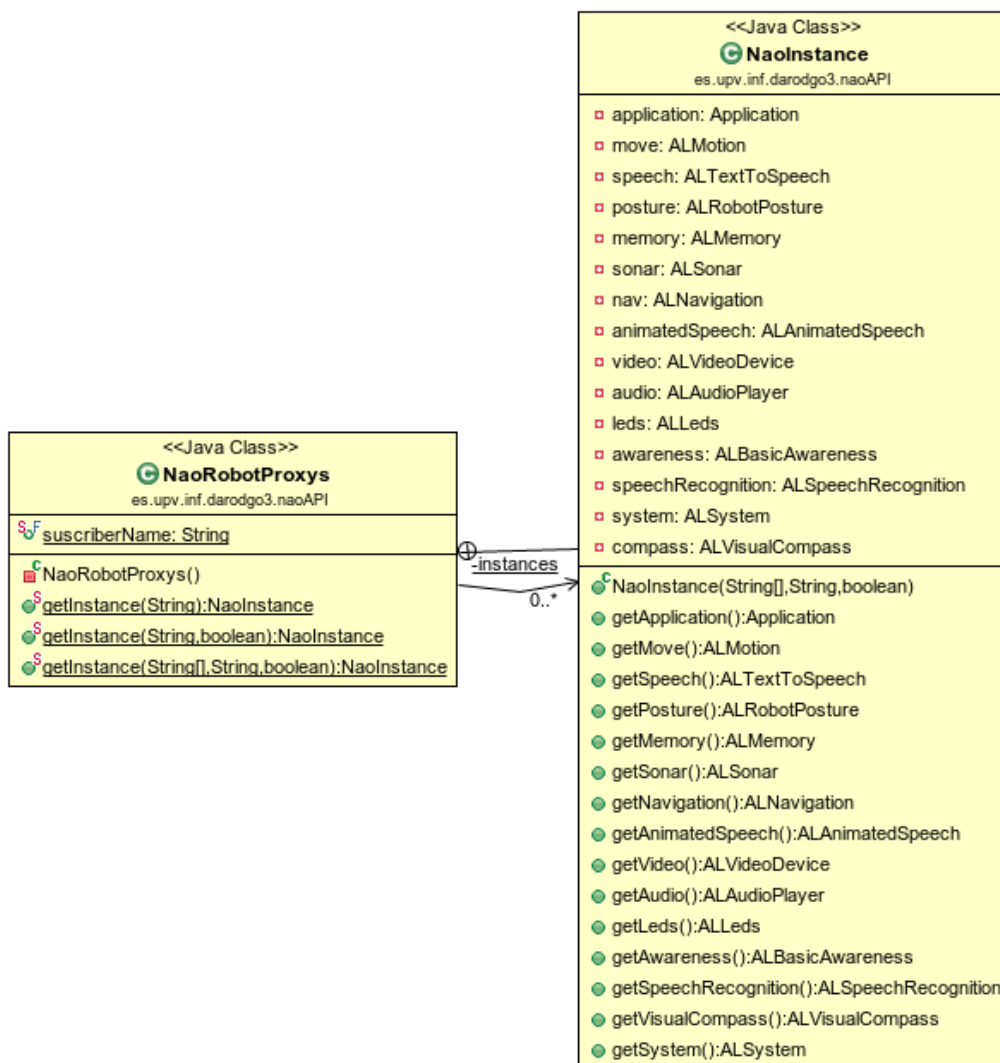 <<Java Class>>
NaoInstance
es.upv.inf.darodgo3.naoAPI
application: Application
move: ALMotion
speech: ALTextToSpeech
posture: ALRobotPosture
memory: ALMemory
sonar: ALSonar
nav: ALNavigation
animatedSpeech: ALAnimatedSpeech
video: ALVideoDevice
audio: ALAudioPlayer
leds: ALLeds
awareness: ALBasicAwareness
speechRecognition: ALSpeechRecognition
system: ALSystem
compass: ALVisualCompass
NaoInstance(String[],String,boolean)
getApplication():Application
getMove():ALMotion
getSpeech():ALTextToSpeech
getPosture():ALRobotPosture
getMemory():ALMemory
getSonar():ALSonar
getNavigation():ALNavigation
getAnimatedSpeech():ALAnimatedSpeech
getVideo():ALVideoDevice
getAudio():ALAudioPlayer
getLeds():ALLeds
getAwareness():ALBasicAwareness
getSpeechRecognition():ALSpeechRecognition
getVisualCompass():ALVisualCompass
getSystem():ALSystem
<<Java Class>>
NaoRobotProxys
es.upv.inf.darodgo3.naoAPI
suscriberName: String
NaoRobotProxys()
getInstance(String):NaoInstance
getInstance(String,boolean):NaoInstance
getInstance(String[],String,boolean):NaoInstance
-instances
0..*